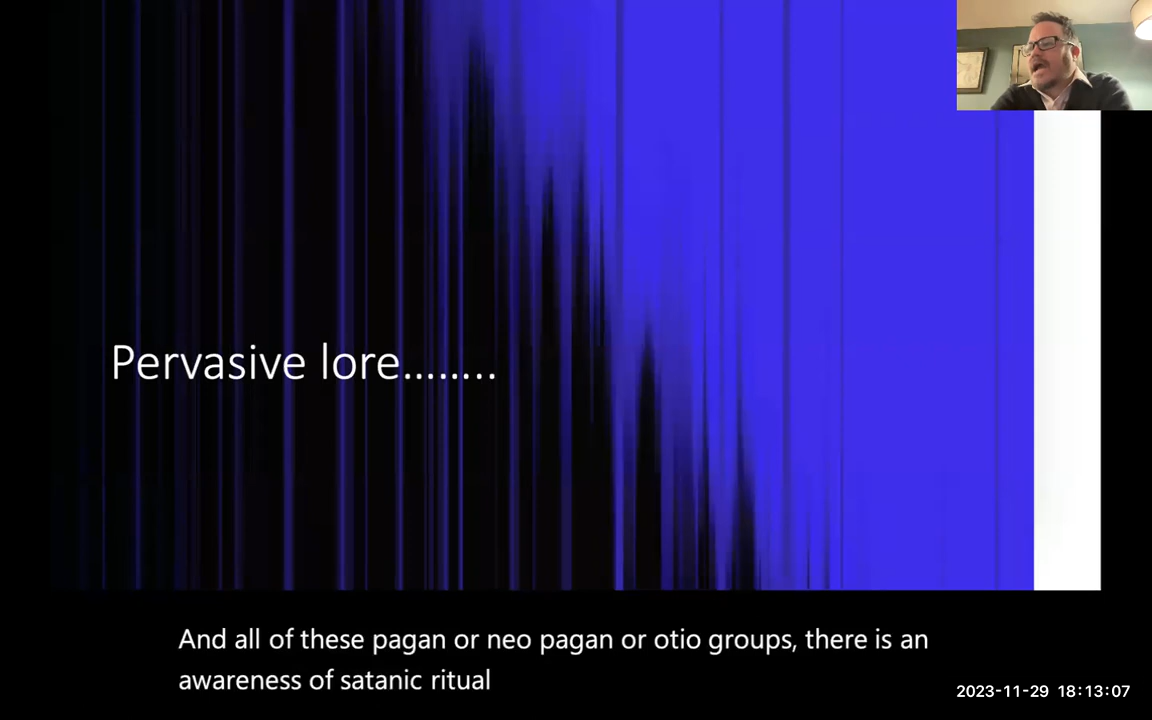 Pervasive lore........
And all of these pagan or neo pagan or otio groups, there is an
awareness of satanic ritual
2023-11-29 18:13:07